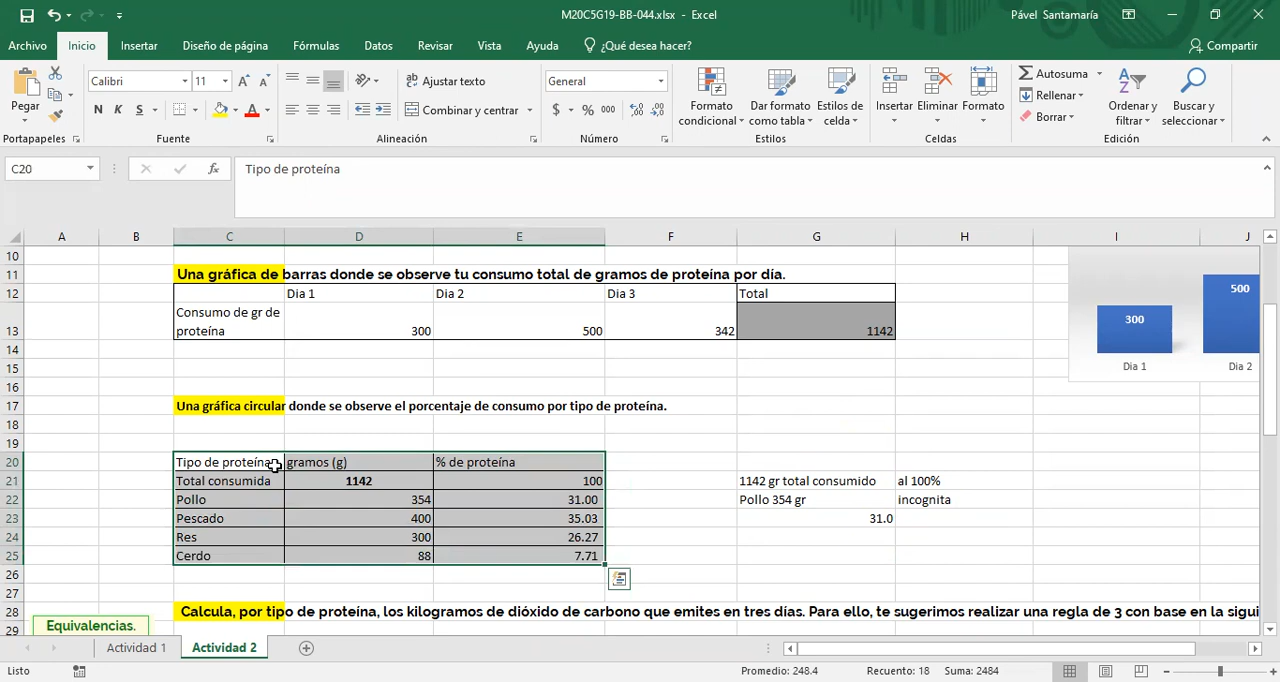 M20C5G19-BB-044.xlsx - Excel
Pável Santamaría
Archivo Inicio Insertar Diseño de página Fórmulas Datos Revisar Vista Ayuda ¿Qué desea hacer? Compartir
Pegar
Calibri 11
N K S
Ajustar texto
Combinar y centrar
General
$ % 000
Formato condicional
Dar formato como tabla
Estilos de celda
Insertar Eliminar Formato
Autosuma
Rellenar
Borrar
Ordenar y filtrar
Buscar y seleccionar
Portapapeles Fuente Alineación Número Estilos Celdas Edición
C20 fx Tipo de proteína
A B C D E F G H I J
10
11 Una gráfica de barras donde se observe tu consumo total de gramos de proteína por día.
12 Dia 1 Dia 2 Dia 3 Total
13 Consumo de gr de proteína 300 500 342 1142
500
300
Dia 1 Dia 2
14
15
16
17 Una gráfica circular donde se observe el porcentaje de consumo por tipo de proteína.
18
19
20 Tipo de proteína gramos (g) % de proteína
21 Total consumida 1142 100 1142 gr total consumido al 100%
22 Pollo 354 31.00 Pollo 354 gr incognita
23 Pescado 400 35.03 31.0
24 Res 300 26.27
25 Cerdo 88 7.71
26
27
28 Calcula, por tipo de proteína, los kilogramos de dióxido de carbono que emites en tres días. Para ello, te sugerimos realizar una regla de 3 con base en la sigui
29 Equivalencias.
Actividad 1 Actividad 2
Listo Promedio: 248.4 Recuento: 18 Suma: 2484